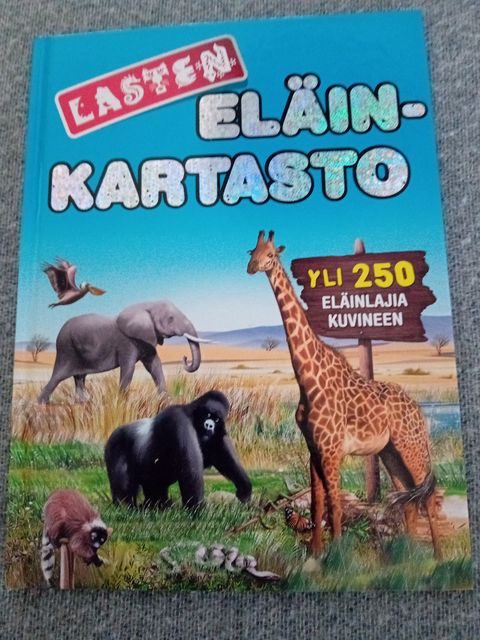 LASTEN
ELÄIN-
KARTASTO
YLI 250
ELÄINLAJIA
KUVINEEN